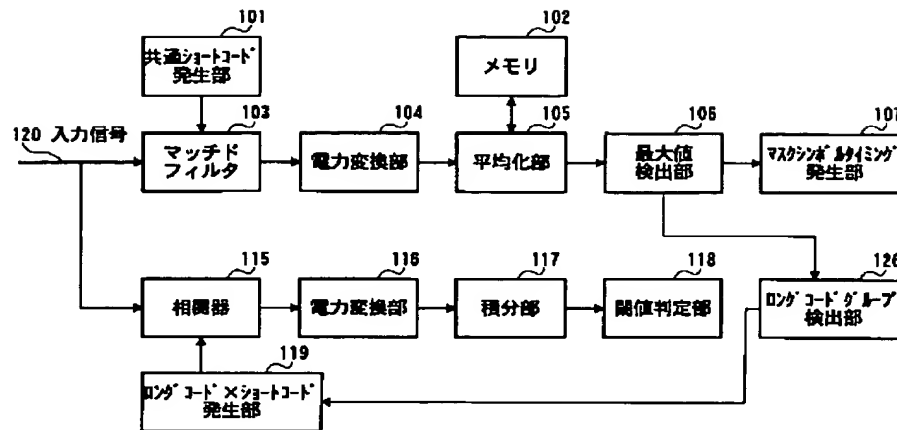 101
共通ショートコード
発生部
102
メモリ
120 入力信号
103
マッチド
フィルタ
104
電力変換部
105
平均化部
106
最大値
検出部
107
マスクシンボルタイミング
発生部
115
相関器
116
電力変換部
117
積分部
118
閾値判定部
126
ロングコードグループ
検出部
119
ロングコード×ショートコード
発生部